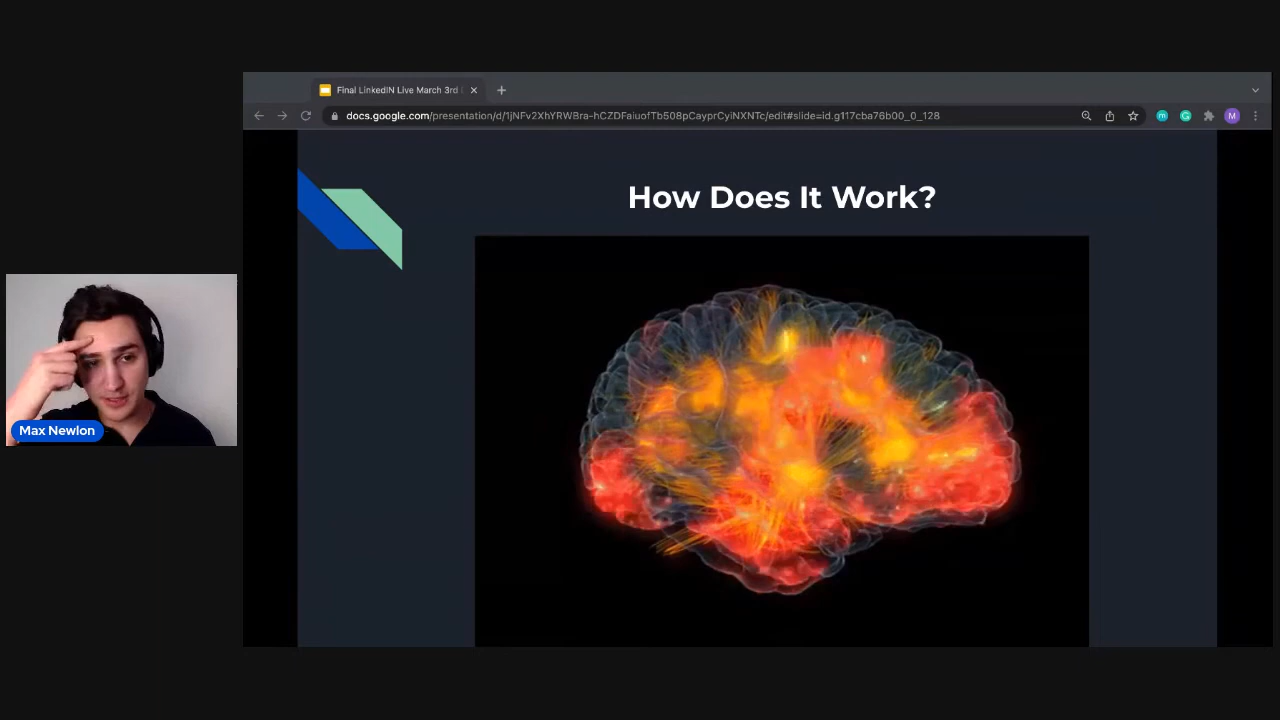 Final LinkedIN Live March 3rd
docs.google.com/presentation/d/1jNFv2XhYRWBra-hCZDFaiuofTb508pCayprCyiNXNTc/edit#slide=id.g117cba76b00_0_128
M
How Does It Work?
Max Newlon